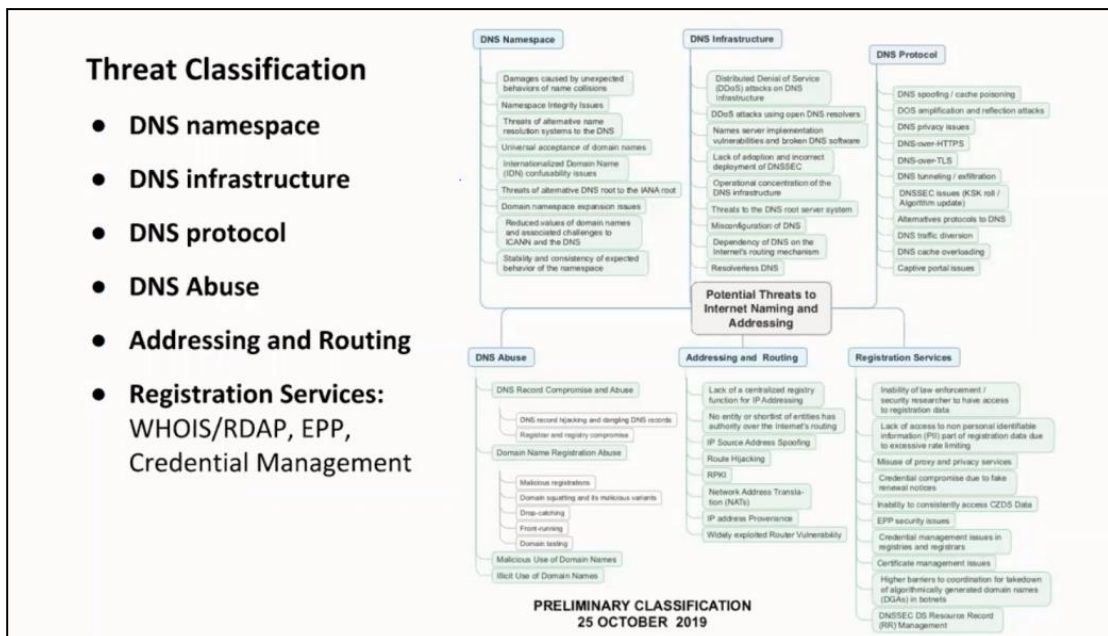 Threat Classification
● DNS namespace
● DNS infrastructure
● DNS protocol
● DNS Abuse
● Addressing and Routing
● Registration Services:
WHOIS/RDAP, EPP,
Credential Management
DNS Namespace
Damages caused by unexpected
behaviors of name collisions
Namespace Integrity Issues
Threats of alternative name
resolution systems to the DNS
Universal acceptance of domain names
Internationalized Domain Name
(IDN) confusability issues
Threats of alternative DNS root to the IANA root
Domain namespace expansion issues
Reduced values of domain names
and associated challenges to
ICANN and the DNS
Stability and consistency of expected
behavior of the namespace
DNS Infrastructure
Distributed Denial of Service
(DDoS) attacks on DNS
Infrastructure
DDoS attacks using open DNS resolvers
Names server implementation
vulnerabilities and broken DNS software
Lack of adoption and incorrect
deployment of DNSSEC
Operational concentration of the
DNS infrastructure
Threats to the DNS root server system
Misconfiguration of DNS
Dependency of DNS on the
Internet's routing mechanism
Resolverless DNS
DNS Protocol
DNS spoofing / cache poisoning
DOS amplification and reflection attacks
DNS privacy issues
DNS-over-HTTPS
DNS-over-TLS
DNS tunneling / exfiltration
DNSSEC issues (KSK roll /
Algorithm update)
Alternatives protocols to DNS
DNS traffic diversion
DNS cache overloading
Captive portal issues
Potential Threats to
Internet Naming and
Addressing
DNS Abuse
DNS Record Compromise and Abuse
DNS record hijacking and dangling DNS records
Registrar and registry compromise
Domain Name Registration Abuse
Malicious registrations
Domain squatting and its malicious variants
Drop-catching
Front-running
Domain tasting
Malicious Use of Domain Names
Illicit Use of Domain Names
Addressing and Routing
Lack of a centralized registry
function for IP Addressing
No entity or shortlist of entities has
authority over the Internet's routing
IP Source Address Spoofing
Route Hijacking
RPKI
Network Address Transla-
tion (NATs)
IP address Provenance
Widely exploited Router Vulnerability
Registration Services
Inability of law enforcement /
security researcher to have access
to registration data
Lack of access to non personal identifiable
information (PII) part of registration data due
to excessive rate limiting
Misuse of proxy and privacy services
Credential compromise due to fake
renewal notices
Inability to consistently access CZDS Data
EPP security issues
Credential management issues in
registries and registrars
Certificate management issues
Higher barriers to coordination for takedown
of algorithmically generated domain names
(DGAs) in botnets
DNSSEC DS Resource Record
(RR) Management
PRELIMINARY CLASSIFICATION
25 OCTOBER 2019